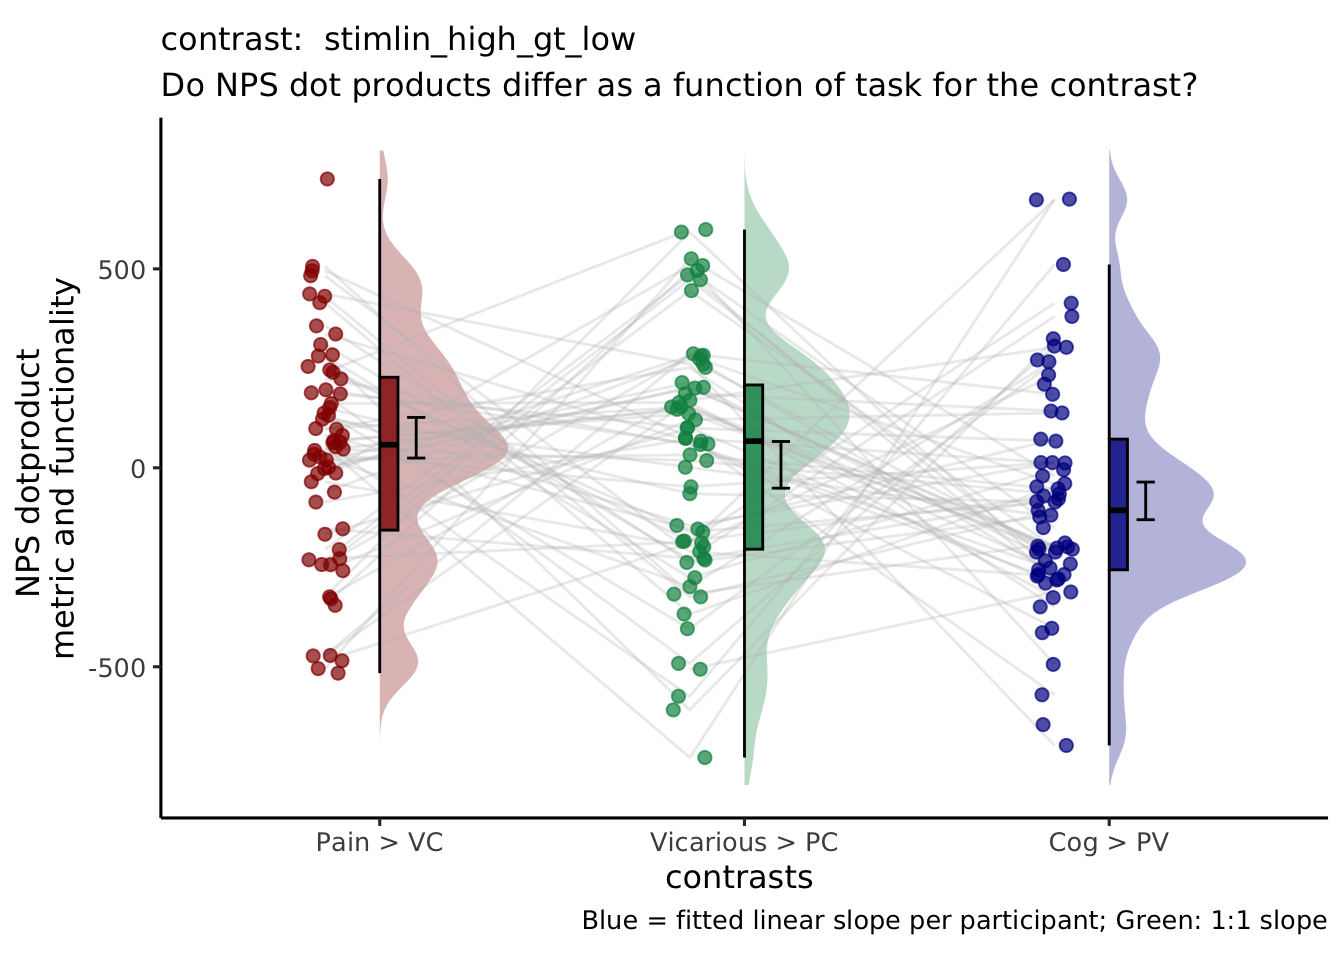 contrast:  stimlin_high_gt_low
Do NPS dot products differ as a function of task for the contrast?
NPS dotproduct
metric and functionality
500
0
-500
Pain > VC
Vicarious > PC
Cog > PV
contrasts
Blue = fitted linear slope per participant; Green: 1:1 slope